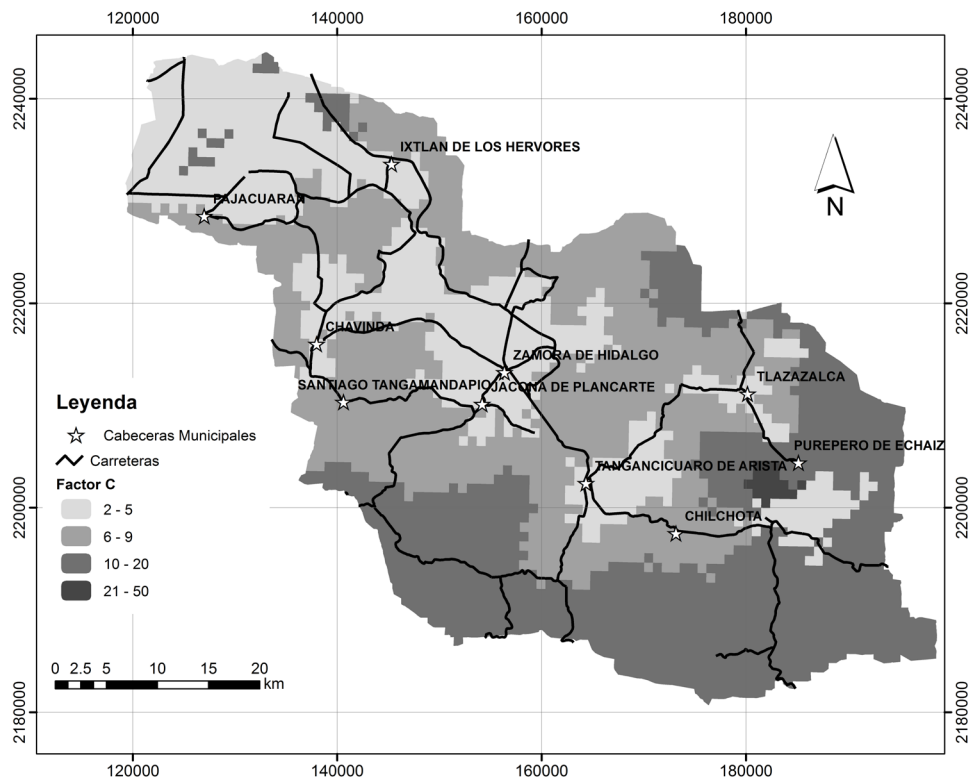 120000 140000 160000 180000
2240000 2240000
IXTLAN DE LOS HERVORES
PAJACUARAN
N
2220000 2220000
CHAVINDA
ZAMORA DE HIDALGO
TLAZAZALCA
SANTIAGO TANGAMANDAPIO JACONA DE PLANCARTE
PUREPERO DE ECHAIZ
TANGANCICUARO DE ARISTA
2200000 2200000
CHILCHOTA
Leyenda
Cabeceras Municipales
Carreteras
Factor C
2 - 5
6 - 9
10 - 20
21 - 50
0 2.5 5 10 15 20
km
2180000 2180000
120000 140000 160000 180000